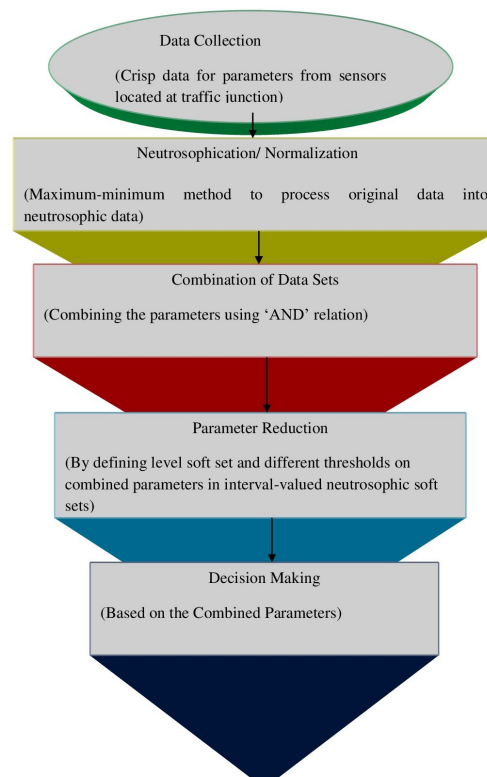 Data Collection
(Crisp data for parameters from sensors
located at traffic junction)
Neutrosophication/ Normalization
(Maximum-minimum method to process original data into
neutrosophic data)
Combination of Data Sets
(Combining the parameters using ‘AND’ relation)
Parameter Reduction
(By defining level soft set and different thresholds on
combined parameters in interval-valued neutrosophic soft
sets)
Decision Making
(Based on the Combined Parameters)